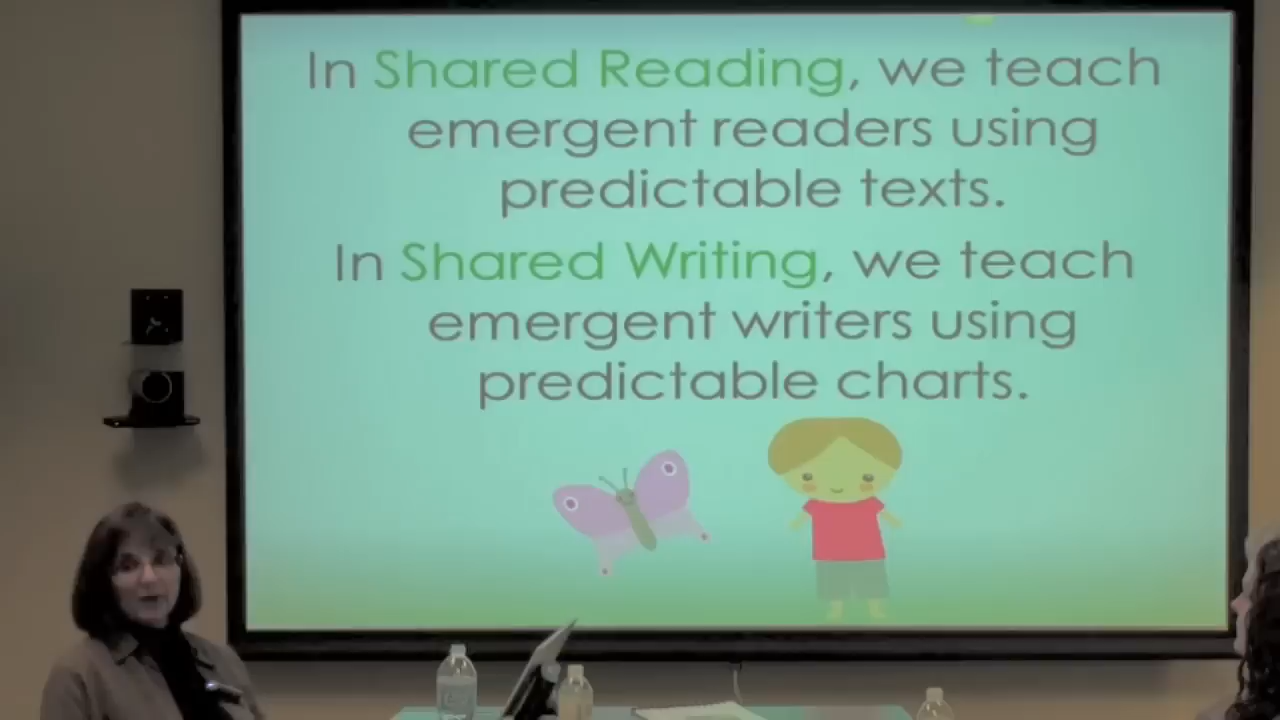 In Shared Reading, we teach
emergent readers using
predictable texts.
In Shared Writing, we teach
emergent writers using
predictable charts.